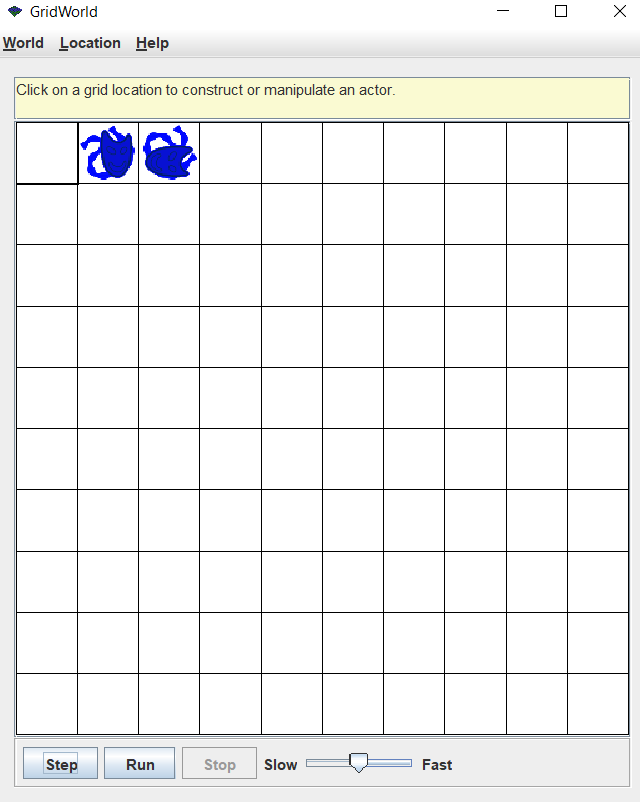 GridWorld
World Location Help
Click on a grid location to construct or manipulate an actor.
Step Run Stop Slow Fast